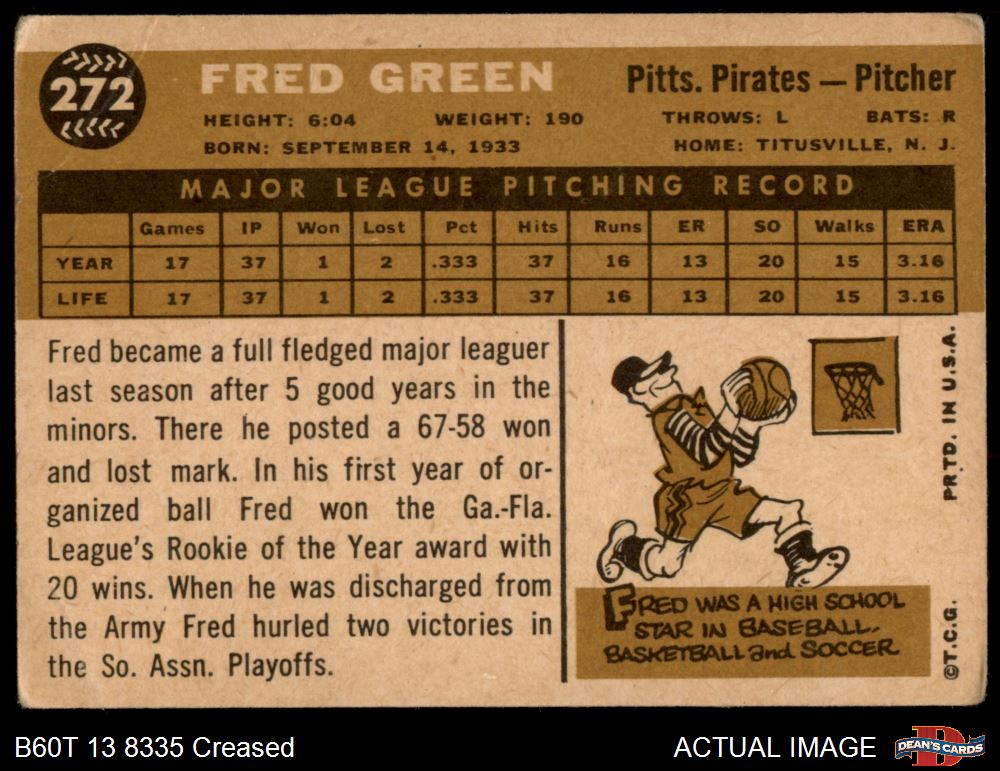 272
FRED GREEN
Pitts. Pirates — Pitcher
HEIGHT: 6:04 WEIGHT: 190 THROWS: L BATS: R
BORN: SEPTEMBER 14, 1933 HOME: TITUSVILLE, N. J.
MAJOR LEAGUE PITCHING RECORD
Games IP Won Lost Pct Hits Runs ER SO Walks ERA
YEAR 17 37 1 2 .333 37 16 13 20 15 3.16
LIFE 17 37 1 2 .333 37 16 13 20 15 3.16
Fred became a full fledged major leaguer
last season after 5 good years in the
minors. There he posted a 67-58 won
and lost mark. In his first year of or-
ganized ball Fred won the Ga.-Fla.
League's Rookie of the Year award with
20 wins. When he was discharged from
the Army Fred hurled two victories in
the So. Assn. Playoffs.
FRED WAS A HIGH SCHOOL
STAR IN BASEBALL,
BASKETBALL and SOCCER
PRTD. IN U.S.A.
©T.C.G.
B60T 13 8335 Creased
ACTUAL IMAGE
D
DEAN'S CARDS